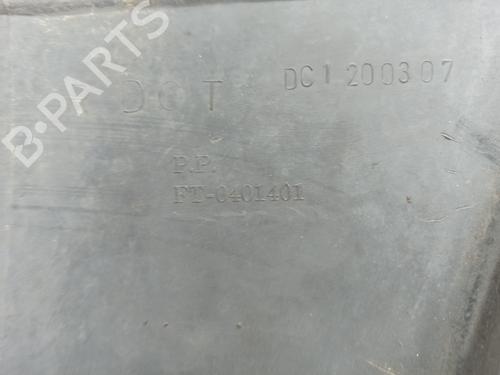 B-PARTS
DOT
DC1 200307
P.P.
FT-0401401